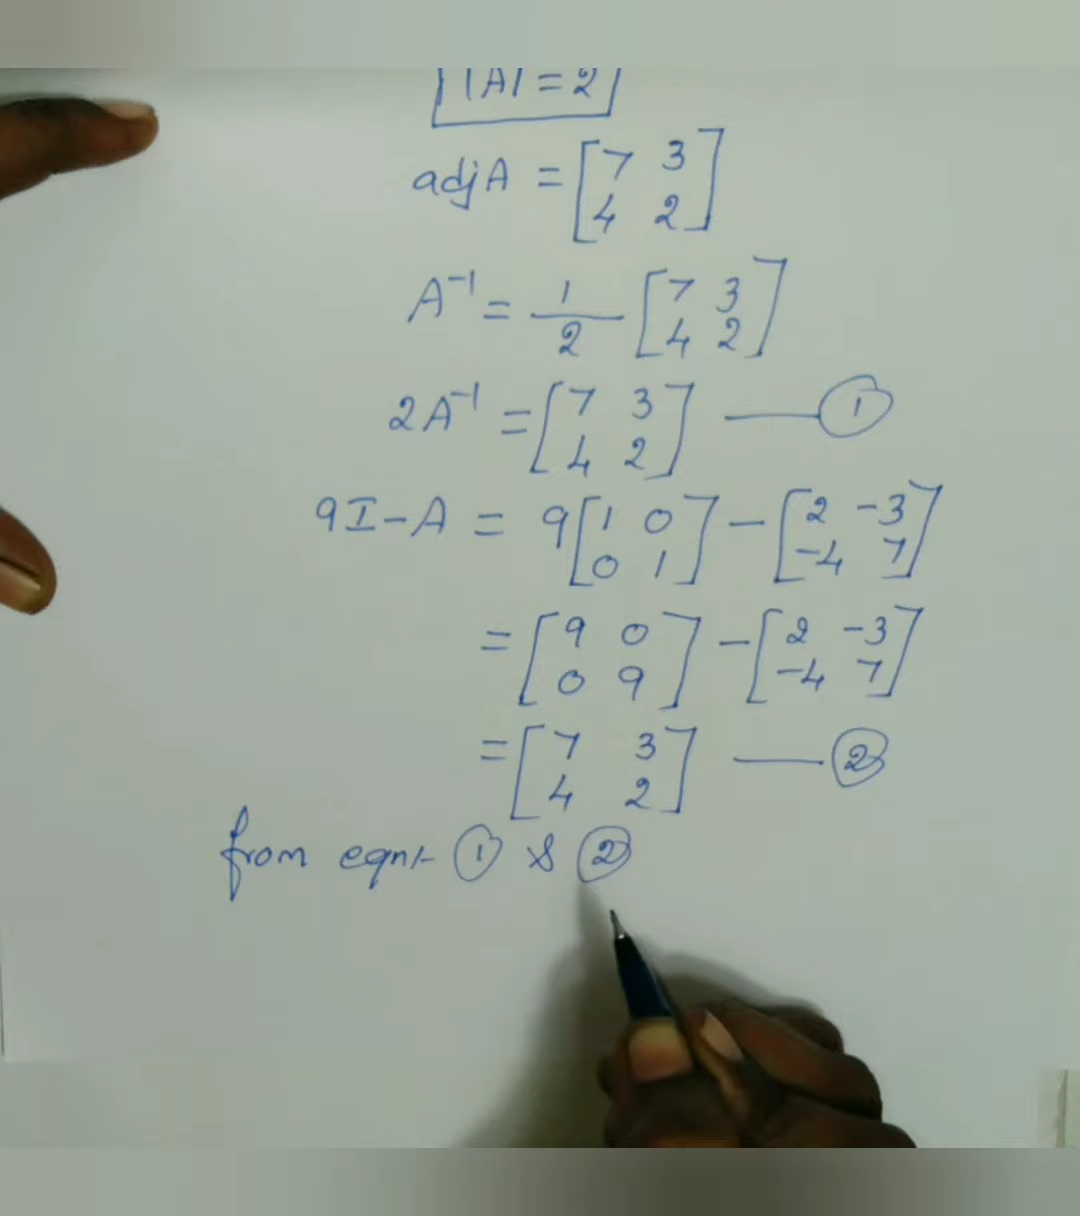 |A| = 2
adjA = [7 3
4 2]
A⁻¹ = 1/2 [7 3
4 2]
2A⁻¹ = [7 3
4 2] — ①
9I - A = 9[1 0
0 1] - [2 -3
-4 7]
= [9 0
0 9] - [2 -3
-4 7]
= [7 3
4 2] — ②
from eqnt ① & ②